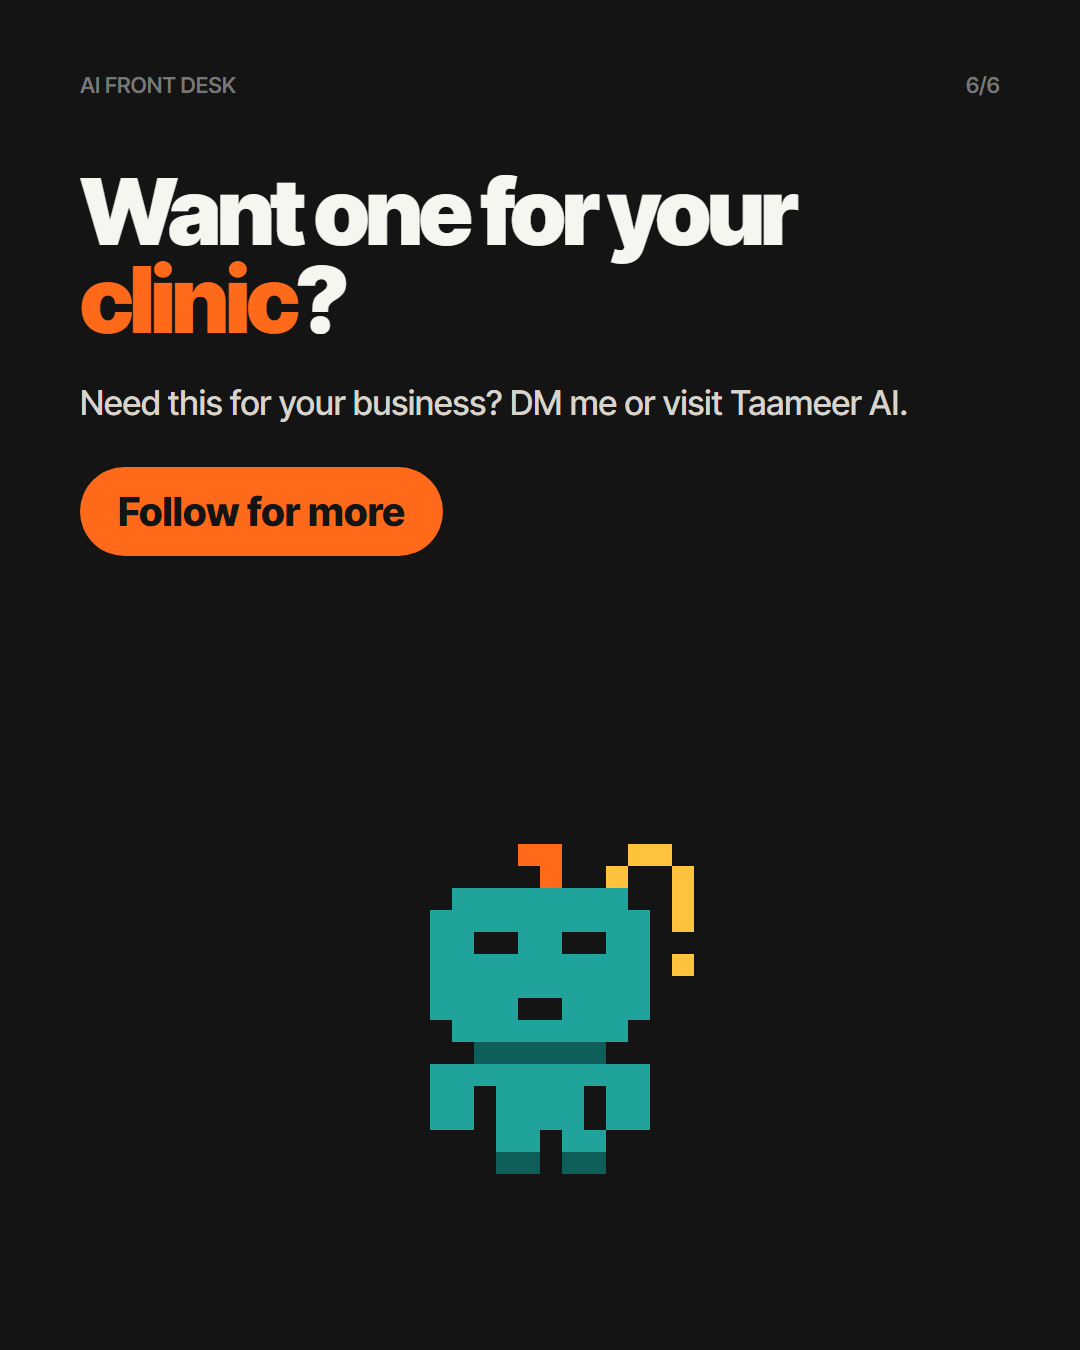 AI FRONT DESK
6/6
Want one for your
clinic?
Need this for your business? DM me or visit Taameer AI.
Follow for more